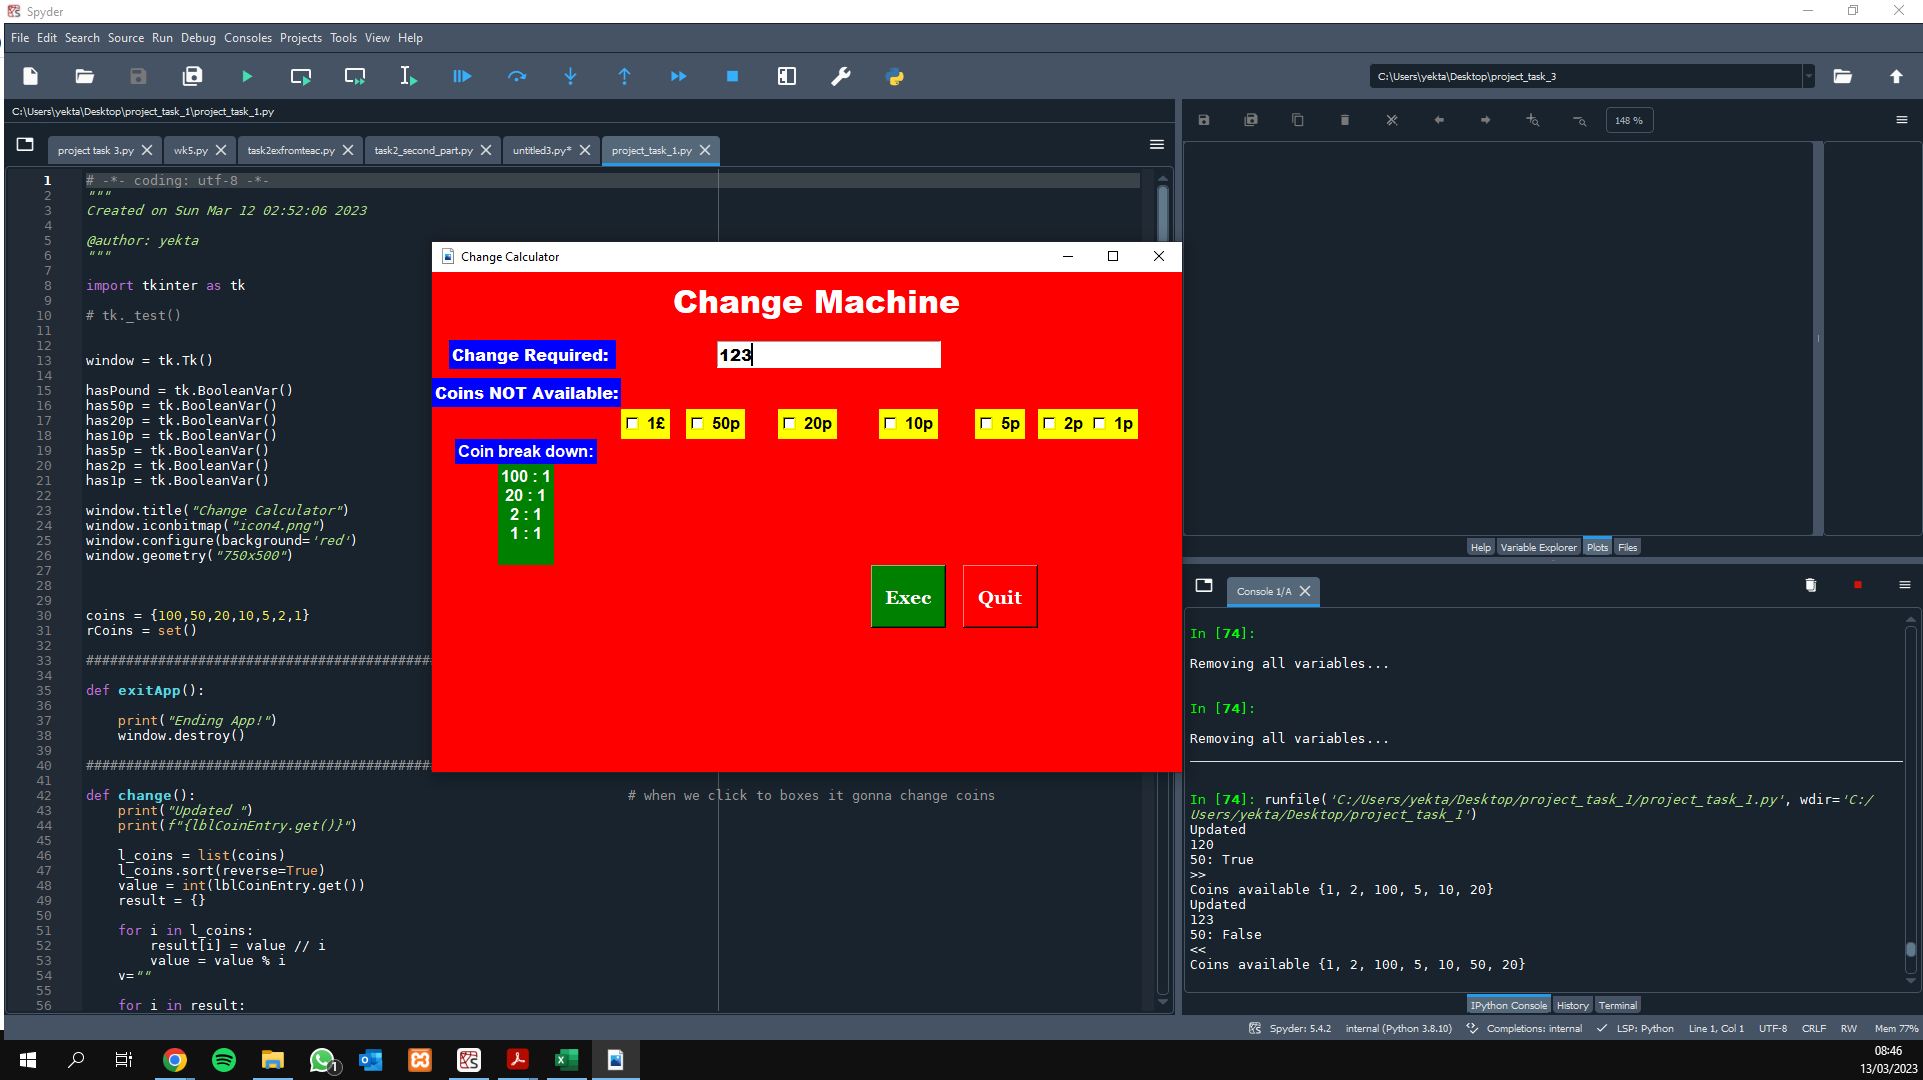 Spyder
File Edit Search Source Run Debug Consoles Projects Tools View Help
C:\Users\yekta\Desktop\project_task_3
C:\Users\yekta\Desktop\project_task_1\project_task_1.py
project task 3.py
wk5.py
task2exfromteac.py
task2_second_part.py
untitled3.py*
project_task_1.py
148 %
1 # -*- coding: utf-8 -*-
2 """
3 Created on Sun Mar 12 02:52:06 2023
4
5 @author: yekta
6 """
7
8 import tkinter as tk
9
10 # tk._test()
11
12
13 window = tk.Tk()
14
15 hasPound = tk.BooleanVar()
16 has50p = tk.BooleanVar()
17 has20p = tk.BooleanVar()
18 has10p = tk.BooleanVar()
19 has5p = tk.BooleanVar()
20 has2p = tk.BooleanVar()
21 has1p = tk.BooleanVar()
22
23 window.title("Change Calculator")
24 window.iconbitmap("icon4.png")
25 window.configure(background='red')
26 window.geometry("750x500")
27
28
29
30 coins = {100,50,20,10,5,2,1}
31 rCoins = set()
32
33 ###########################################
34
35 def exitApp():
36
37 print("Ending App!")
38 window.destroy()
39
40 ###########################################
41
42 def change(): # when we click to boxes it gonna change coins
43 print("Updated ")
44 print(f"{lblCoinEntry.get()}")
45
46 l_coins = list(coins)
47 l_coins.sort(reverse=True)
48 value = int(lblCoinEntry.get())
49 result = {}
50
51 for i in l_coins:
52 result[i] = value // i
53 value = value % i
54 v=""
55
56 for i in result:
Change Calculator
Change Machine
Change Required:
123
Coins NOT Available:
1£ 50p 20p 10p 5p 2p 1p
Coin break down:
100 : 1
20 : 1
2 : 1
1 : 1
Exec
Quit
Help Variable Explorer Plots Files
Console 1/A
In [74]:
Removing all variables...
In [74]:
Removing all variables...
In [74]: runfile('C:/Users/yekta/Desktop/project_task_1/project_task_1.py', wdir='C:/
Users/yekta/Desktop/project_task_1')
Updated
120
50: True
>>
Coins available {1, 2, 100, 5, 10, 20}
Updated
123
50: False
<<
Coins available {1, 2, 100, 5, 10, 50, 20}
IPython Console History Terminal
Spyder: 5.4.2 internal (Python 3.8.10) Completions: internal LSP: Python Line 1, Col 1 UTF-8 CRLF RW Mem 77%
1
08:46
13/03/2023